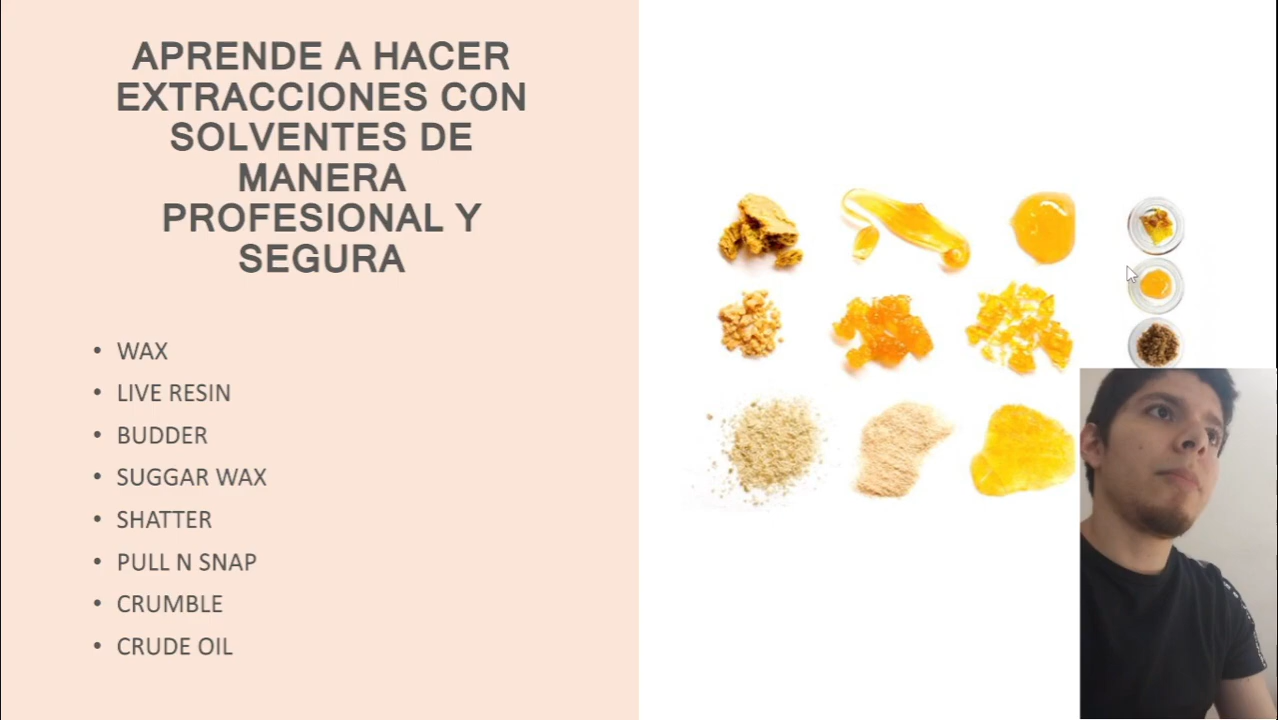 APRENDE A HACER
EXTRACCIONES CON
SOLVENTES DE
MANERA
PROFESIONAL Y
SEGURA
• WAX
• LIVE RESIN
• BUDDER
• SUGGAR WAX
• SHATTER
• PULL N SNAP
• CRUMBLE
• CRUDE OIL